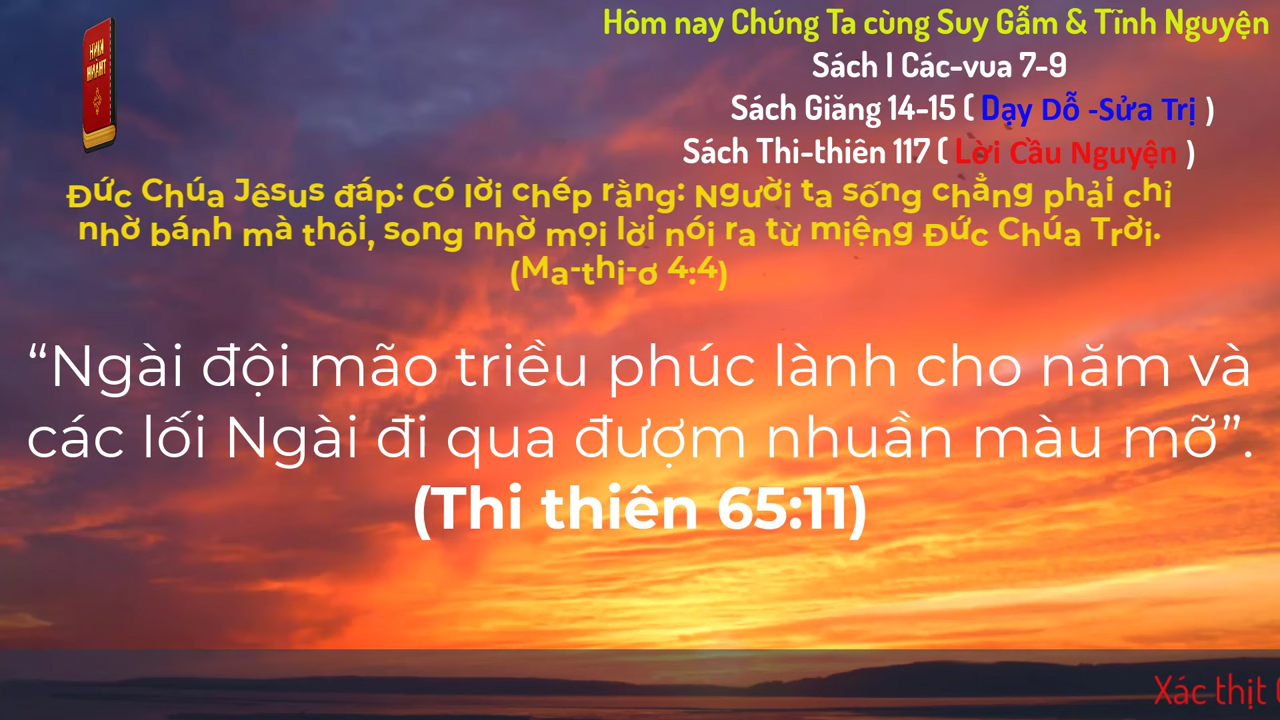 Hôm nay Chúng Ta cùng Suy Gẫm & Tĩnh Nguyện
Sách I Các-vua 7-9
Sách Giăng 14-15 ( Dạy Dỗ -Sửa Trị )
Sách Thi-thiên 117 ( Lời Cầu Nguyện )
KINH
THÁNH
Đức Chúa Jêsus đáp: Có lời chép rằng: Người ta sống chẳng phải chỉ
nhờ bánh mà thôi, song nhờ mọi lời nói ra từ miệng Đức Chúa Trời.
(Ma-thi-ơ 4:4)
“Ngài đội mão triều phúc lành cho năm và
các lối Ngài đi qua đượm nhuần màu mỡ”.
(Thi thiên 65:11)
Xác thịt